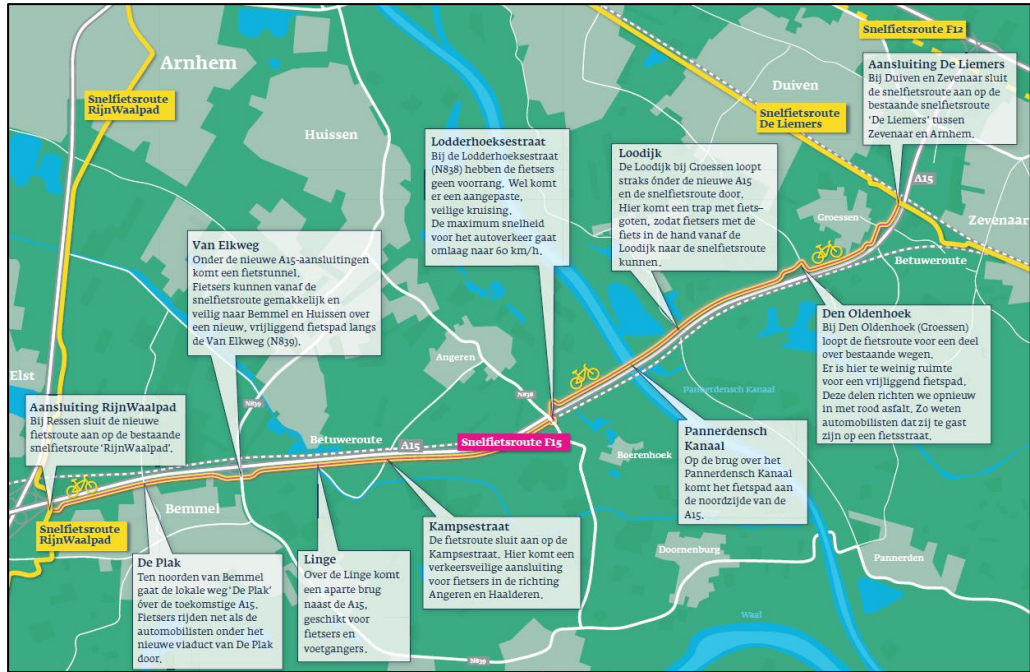 Snelfietsroute F12
Arnhem
Aansluiting De Liemers
Bij Duiven en Zevenaar sluit
de snelfietsroute aan op de
bestaande snelfietsroute
‘De Liemers’ tussen
Zevenaar en Arnhem.
Duiven
Snelfietsroute
RijnWaalpad
Snelfietsroute
De Liemers
Huissen
Lodderhoeksestraat
Bij de Lodderhoeksestraat
(N838) hebben de fietsers
geen voorrang. Wel komt
er een aangepaste,
veilige kruising.
De maximum snelheid
voor het autoverkeer gaat
omlaag naar 60 km/h.
Loodijk
De Loodijk bij Groessen loopt
straks ónder de nieuwe A15
en de snelfietsroute door.
Hier komt een trap met fiets–
goten, zodat fietsers met de
fiets in de hand vanaf de
Loodijk naar de snelfietsroute
kunnen.
A15
Groessen
Zevenaar
Betuweroute
Van Elkweg
Onder de nieuwe A15-aansluitingen
komt een fietstunnel.
Fietsers kunnen vanaf de
snelfietsroute gemakkelijk en
veilig naar Bemmel en Huissen over
een nieuw, vrijliggend fietspad langs
de Van Elkweg (N839).
Den Oldenhoek
Bij Den Oldenhoek (Groessen)
loopt de fietsroute voor een deel
over bestaande wegen.
Er is hier te weinig ruimte
voor een vrijliggend fietspad.
Deze delen richten we opnieuw
in met rood asfalt. Zo weten
automobilisten dat zij te gast
zijn op een fietsstraat.
Angeren
Elst
Pannerdensch Kanaal
Aansluiting RijnWaalpad
Bij Ressen sluit de nieuwe
fietsroute aan op de bestaande
snelfietsroute ‘RijnWaalpad’.
N839
N838
Betuweroute
A15
Snelfietsroute F15
Boerenhoek
Pannerdensch
Kanaal
Op de brug over het
Pannerdensch Kanaal
komt het fietspad aan
de noordzijde van de
A15.
Bemmel
Snelfietsroute
RijnWaalpad
Kampsestraat
De fietsroute sluit aan op de
Kampsestraat. Hier komt een
verkeersveilige aansluiting
voor fietsers in de richting
Angeren en Haalderen.
Doornenburg
Pannerden
De Plak
Ten noorden van Bemmel
gaat de lokale weg ‘De Plak’
óver de toekomstige A15.
Fietsers rijden net als de
automobilisten onder het
nieuwe viaduct van De Plak
door.
Linge
Over de Linge komt
een aparte brug
naast de A15,
geschikt voor
fietsers en
voetgangers.
Waal
N839